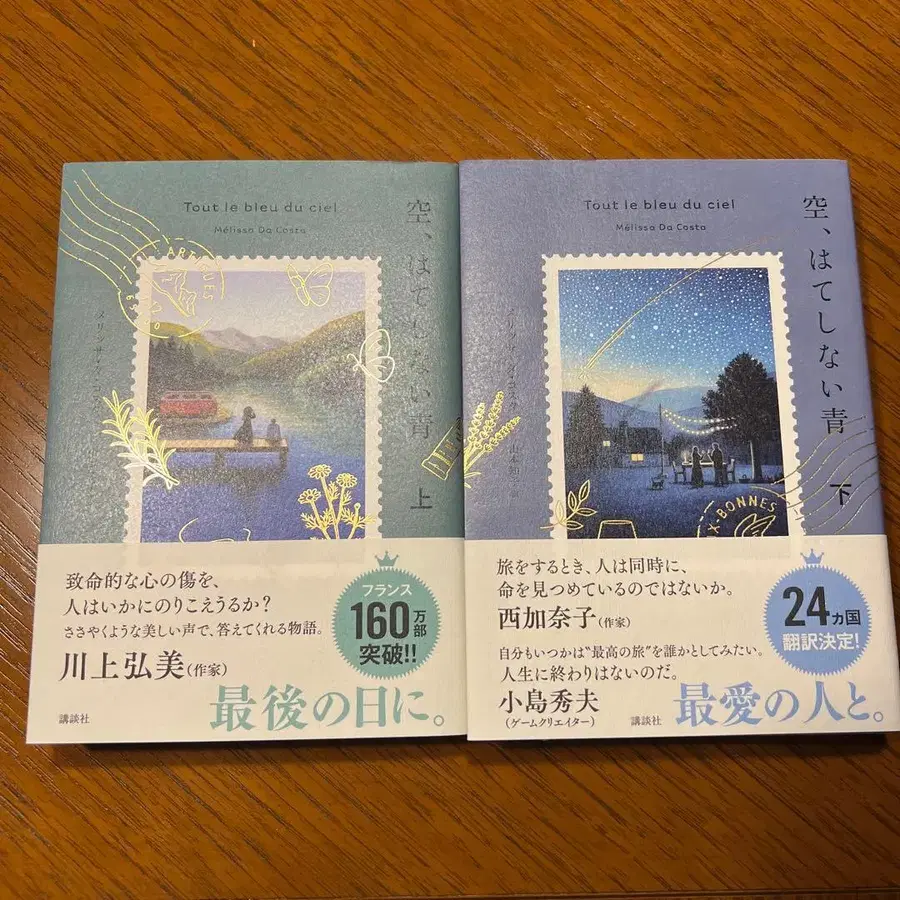 Tout le bleu du ciel
Mélissa Da Costa
空、はてしない青 上
ARTIGUES
致命的な心の傷を、
人はいかにのりこえうるか?
ささやくような美しい声で、答えてくれる物語。
川上弘美(作家)
フランス
160万部
突破!!
最後の日に。
講談社
Tout le bleu du ciel
Mélissa Da Costa
空、はてしない青 下
X-BONNES
旅をするとき、人は同時に、
命を見つめているのではないか。
西加奈子(作家)
自分もいつかは“最高の旅”を誰かとしてみたい。
人生に終わりはないのだ。
小島秀夫
(ゲームクリエイター)
24ヵ国
翻訳決定!
講談社
最愛の人と。